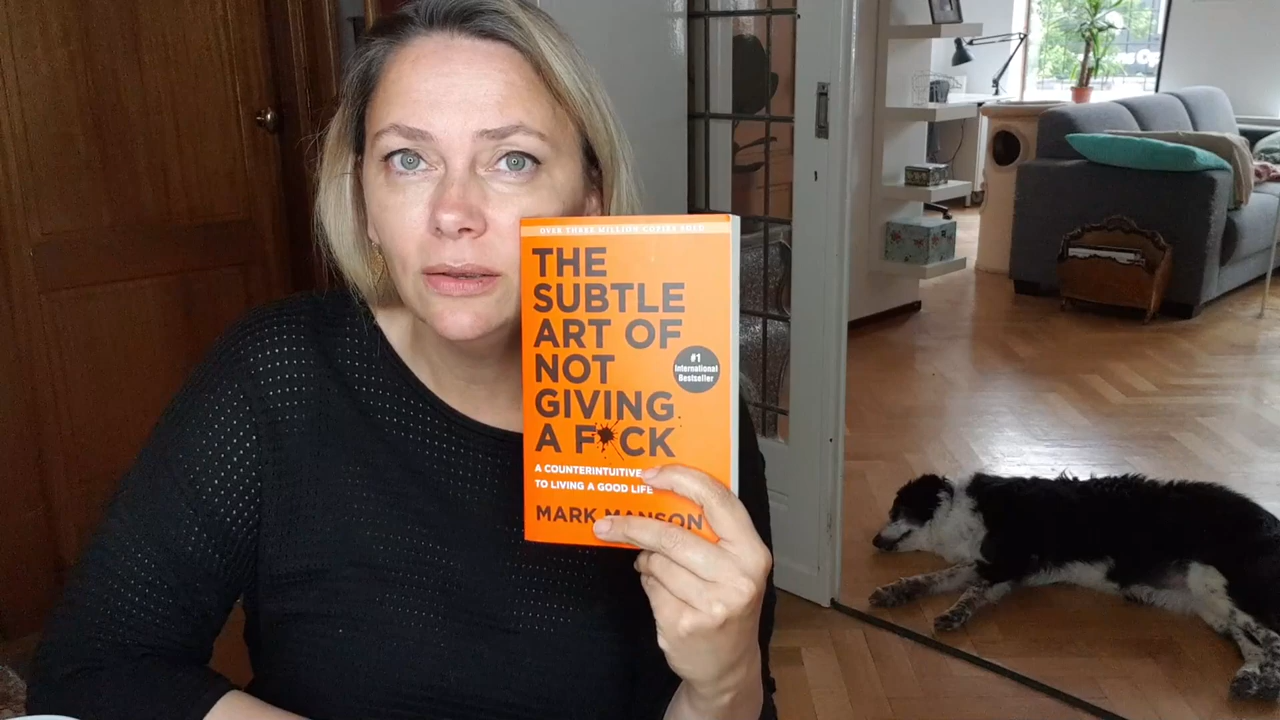 OVER THREE MILLION COPIES SOLD
THE
SUBTLE
ART OF
NOT
GIVING
A F*CK
#1
International
Bestseller
A COUNTERINTUITIVE
TO LIVING A GOOD LIFE
MARK MANSON